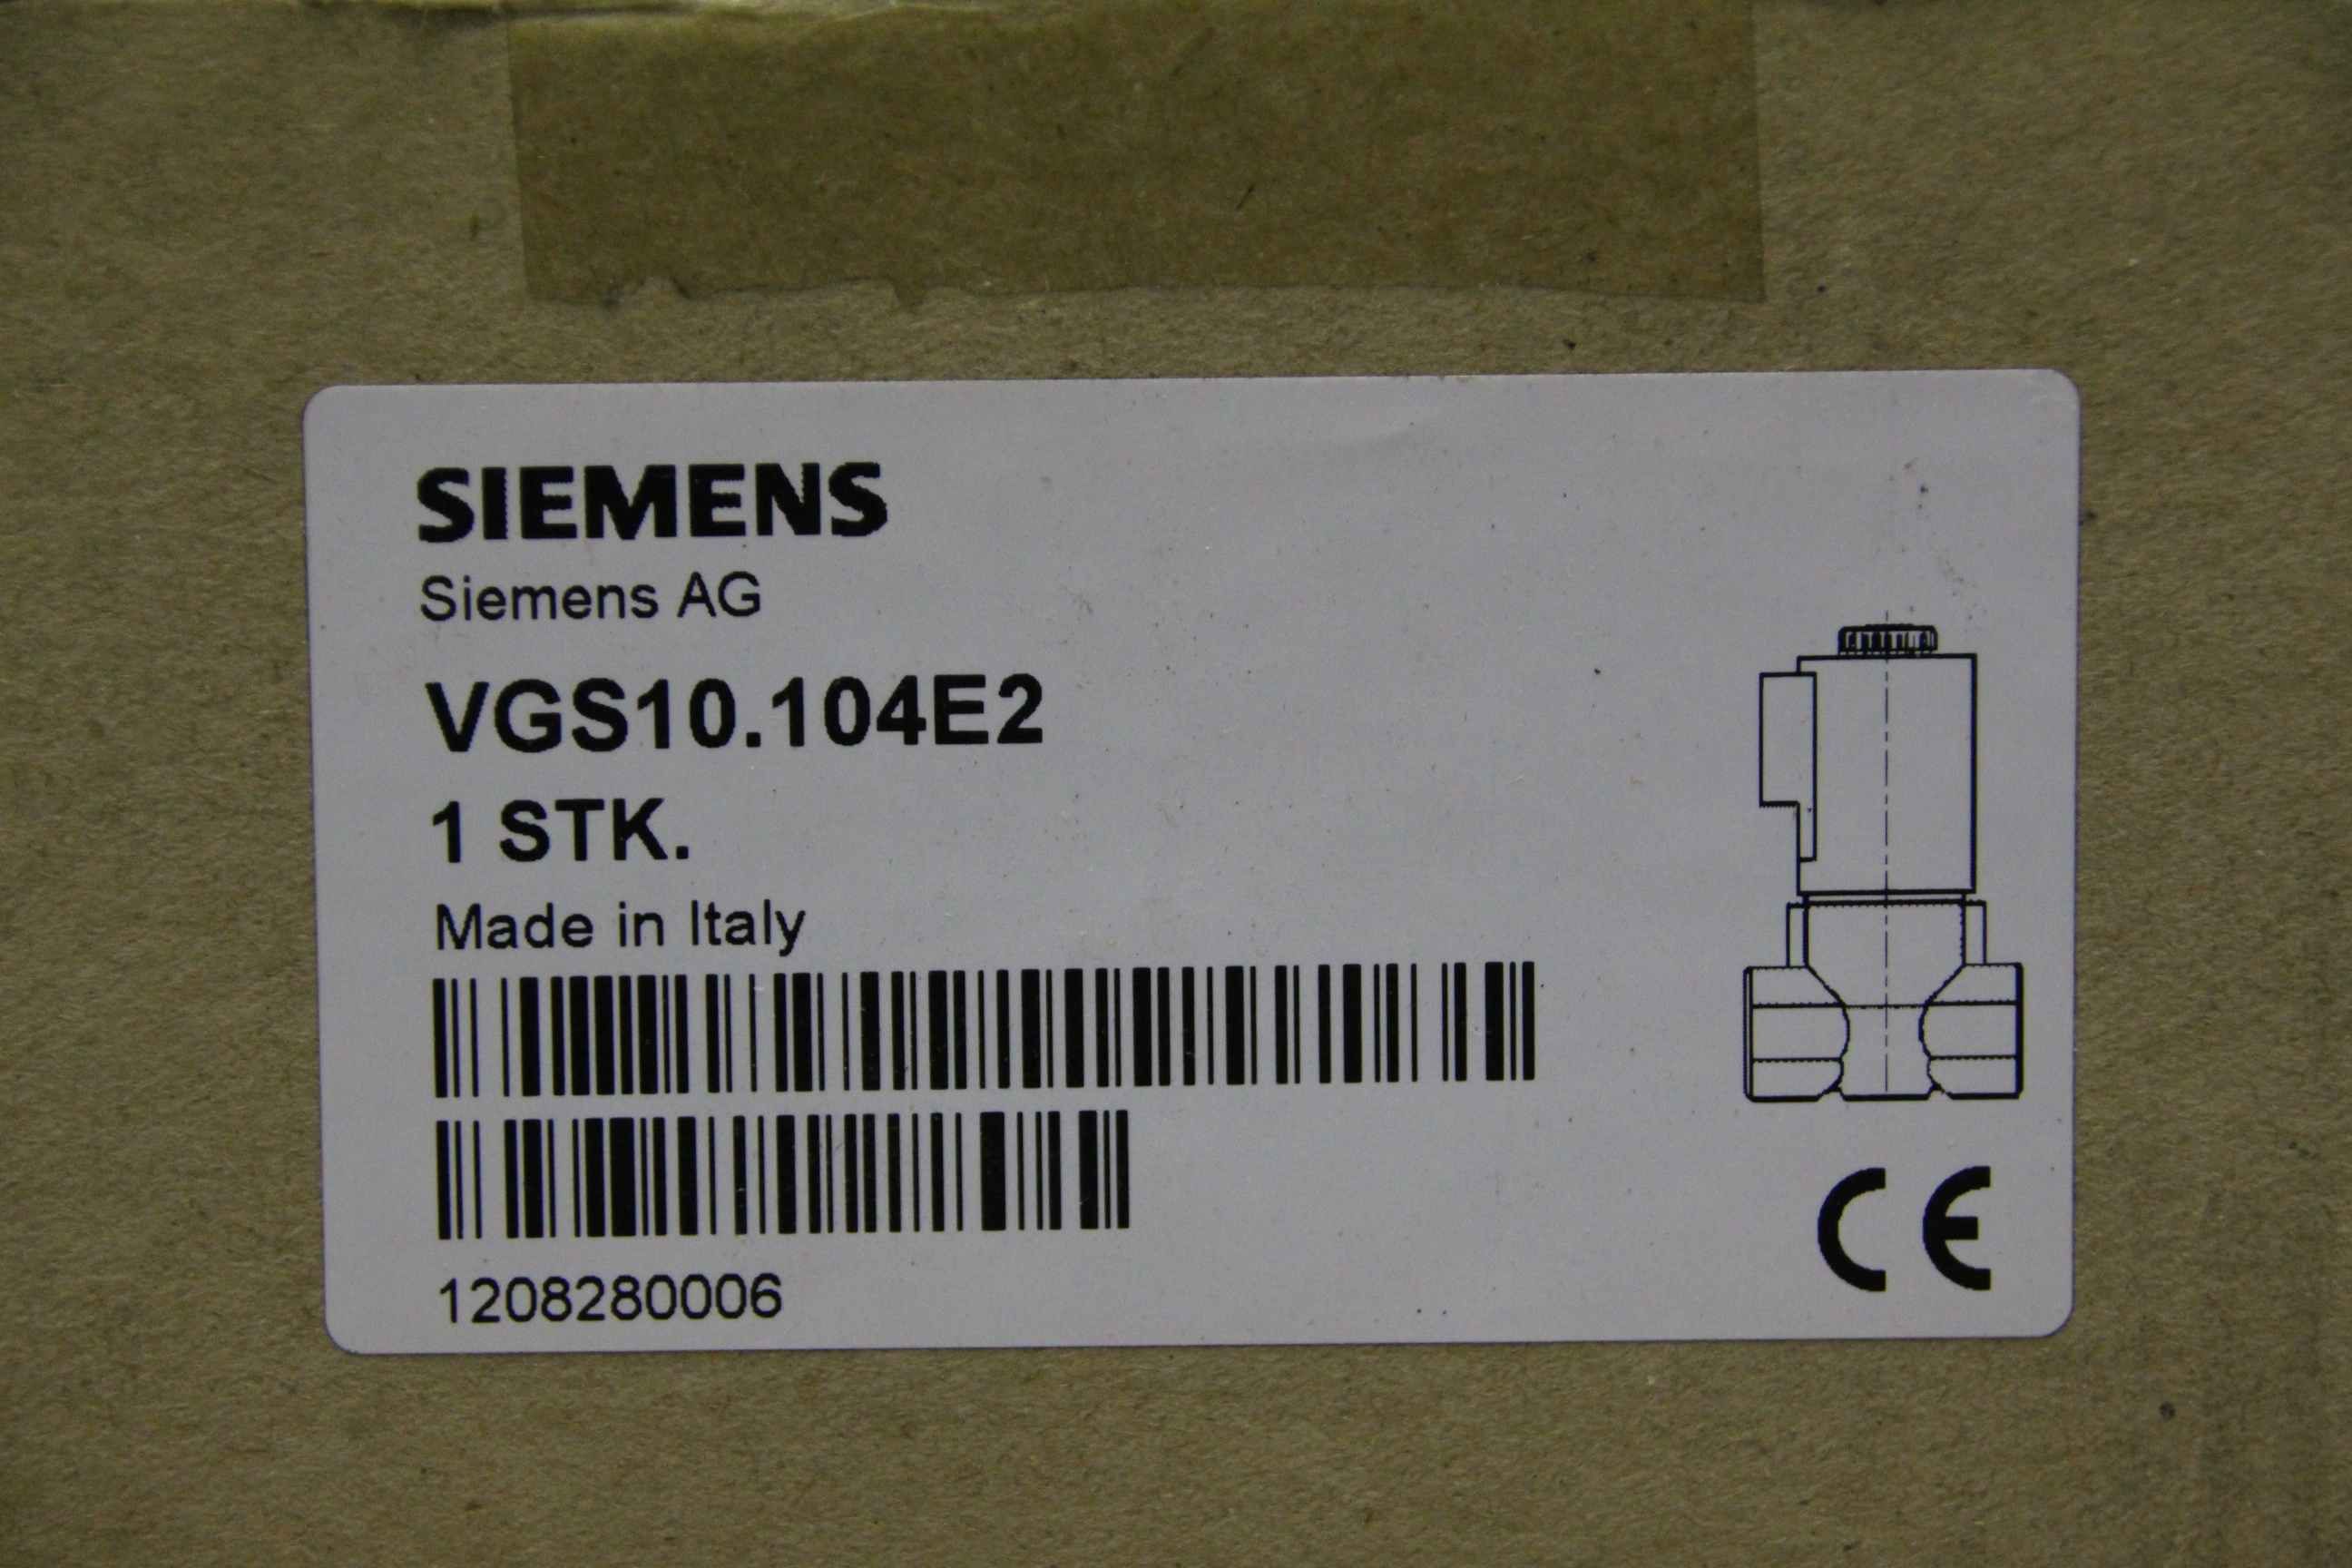 SIEMENS
Siemens AG
VGS10.104E2
1 STK.
Made in Italy
1208280006
CE